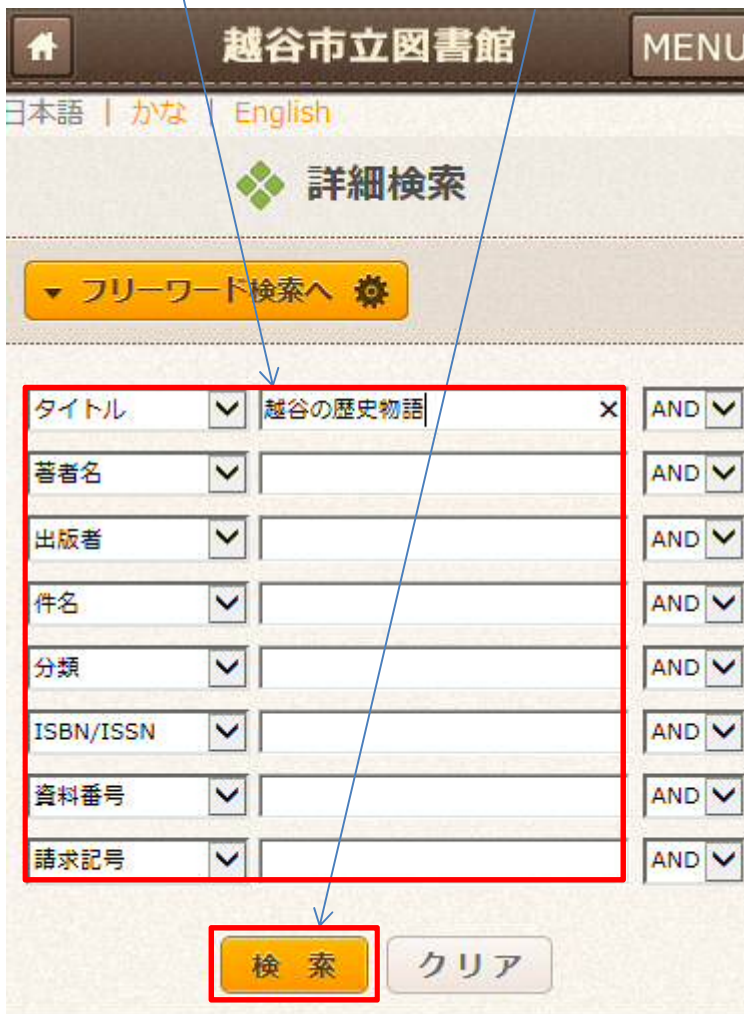 越谷市立図書館 MENU
日本語 | かな | English
詳細検索
フリーワード検索へ
タイトル 越谷の歴史物語 × AND
著者名 AND
出版者 AND
件名 AND
分類 AND
ISBN/ISSN AND
資料番号 AND
請求記号 AND
検索 クリア